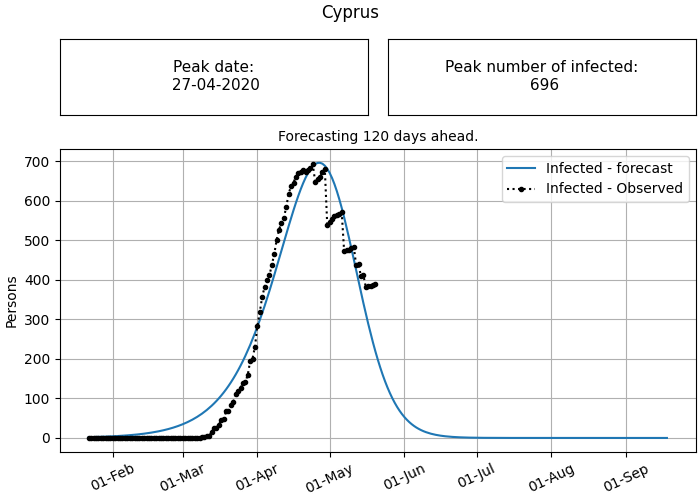 Cyprus
Peak date:
27-04-2020
Peak number of infected:
696
Forecasting 120 days ahead.
Infected - forecast
Infected - Observed
Persons
700
600
500
400
300
200
100
0
01-Feb
01-Mar
01-Apr
01-May
01-Jun
01-Jul
01-Aug
01-Sep